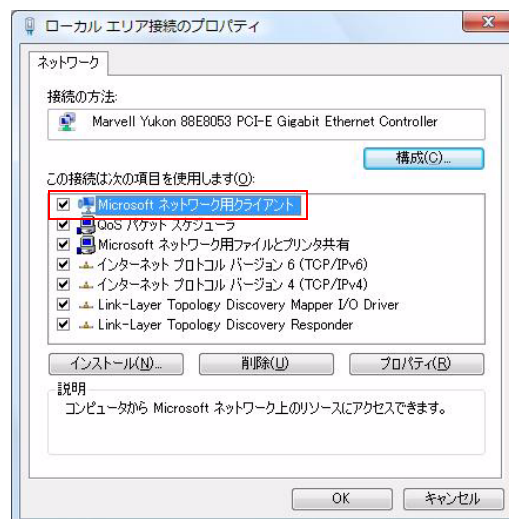 ローカル エリア接続のプロパティ
ネットワーク
接続の方法:
Marvell Yukon 88E8053 PCI-E Gigabit Ethernet Controller
構成(C)...
この接続は次の項目を使用します(O):
Microsoft ネットワーク用クライアント
QoS パケット スケジューラ
Microsoft ネットワーク用ファイルとプリンタ共有
インターネット プロトコル バージョン 6 (TCP/IPv6)
インターネット プロトコル バージョン 4 (TCP/IPv4)
Link-Layer Topology Discovery Mapper I/O Driver
Link-Layer Topology Discovery Responder
インストール(N)... 削除(U) プロパティ(R)
説明
コンピュータから Microsoft ネットワーク上のリソースにアクセスできます。
OK キャンセル